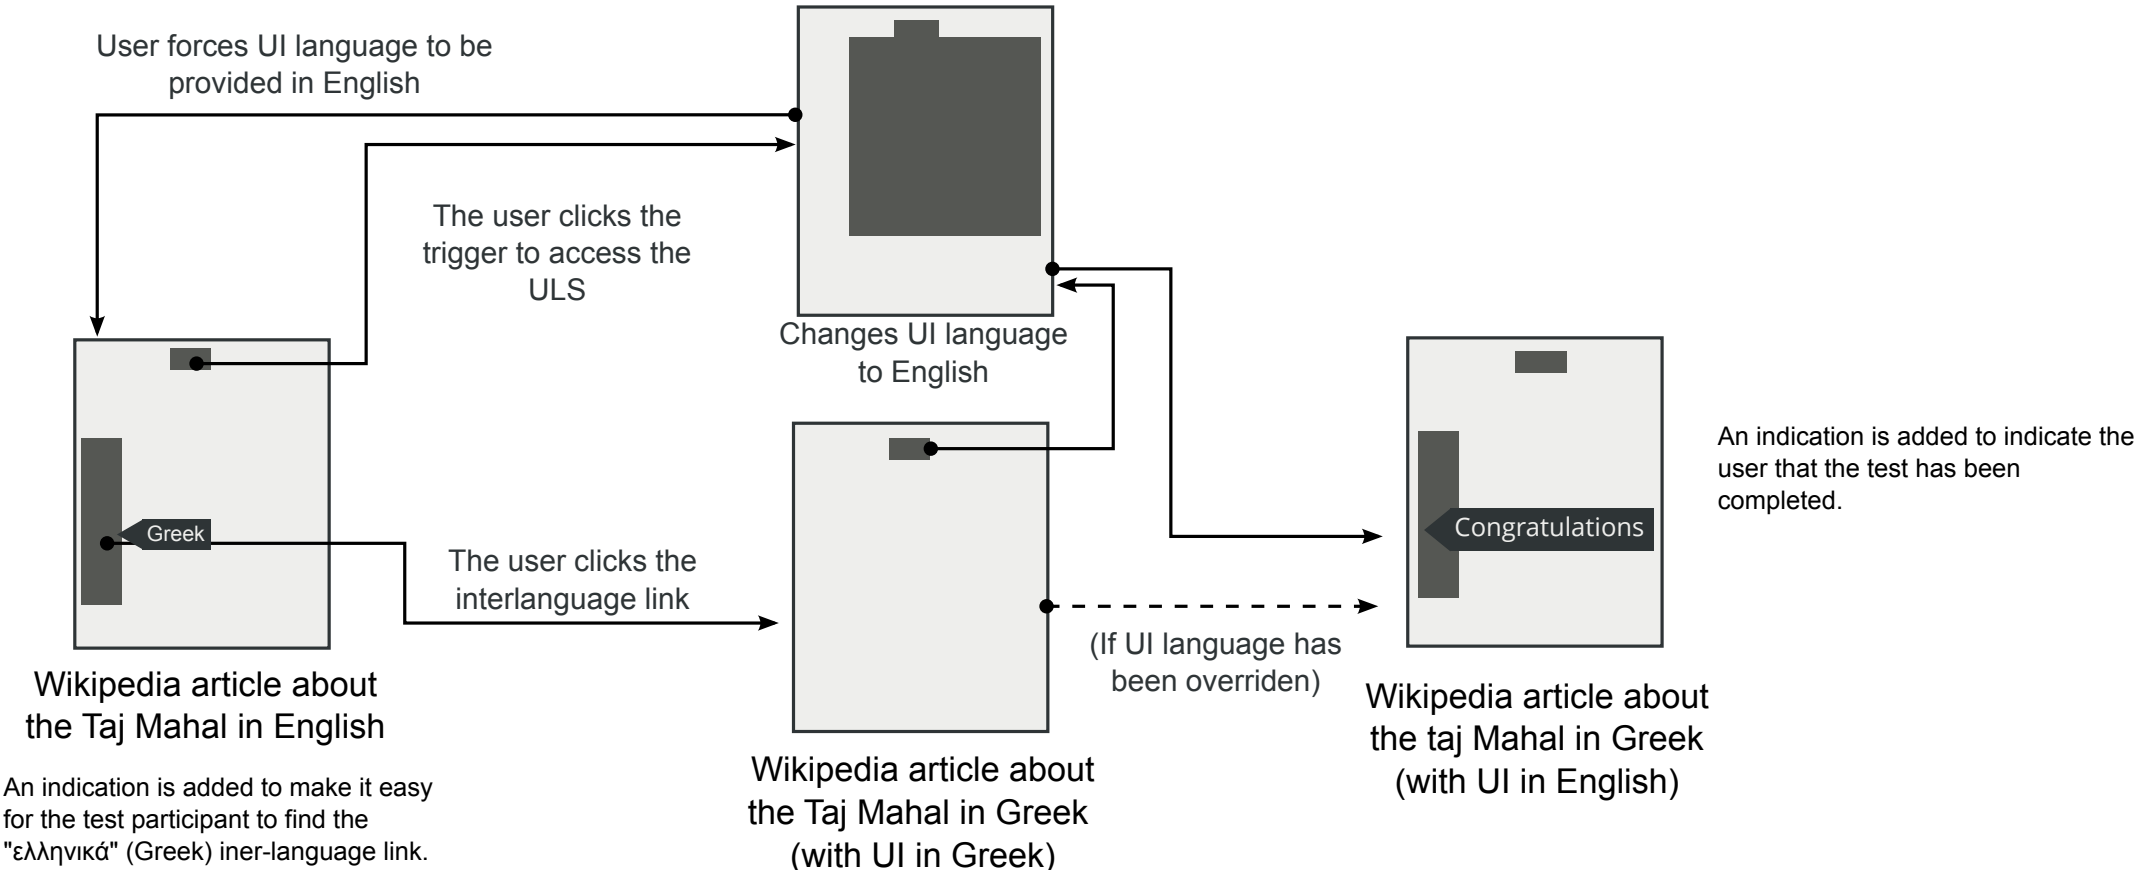 User forces UI language to be
provided in English
The user clicks the
trigger to access the
ULS
Changes UI language
to English
Greek
The user clicks the
interlanguage link
(If UI language has
been overriden)
Congratulations
An indication is added to indicate the
user that the test has been
completed.
Wikipedia article about
the Taj Mahal in English
An indication is added to make it easy
for the test participant to find the
"ελληνικά" (Greek) iner-language link.
Wikipedia article about
the Taj Mahal in Greek
(with UI in Greek)
Wikipedia article about
the taj Mahal in Greek
(with UI in English)